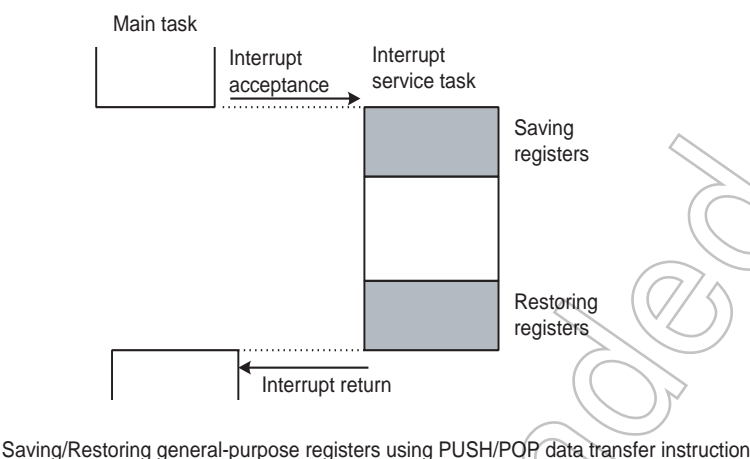 Main task
Interrupt
acceptance
Interrupt
service task
Saving
registers
Restoring
registers
Interrupt return
Saving/Restoring general-purpose registers using PUSH/POP data transfer instruction